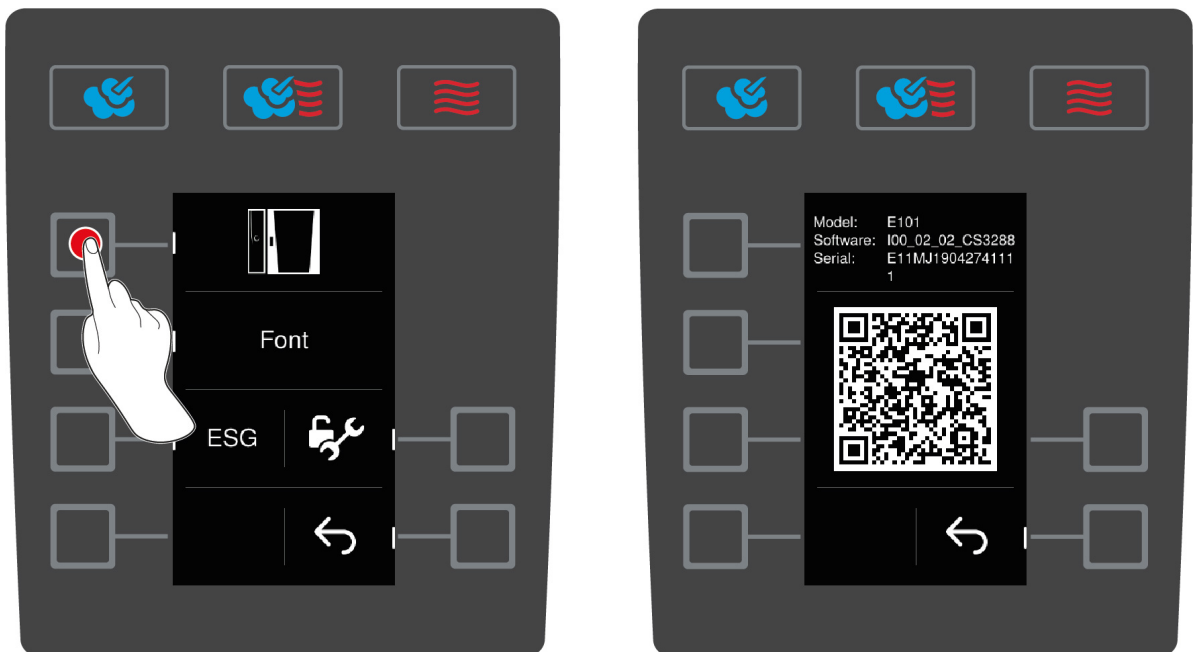 Font
ESG
Model: E101
Software: I00_02_02_CS3288
Serial: E11MJ1904274111
1